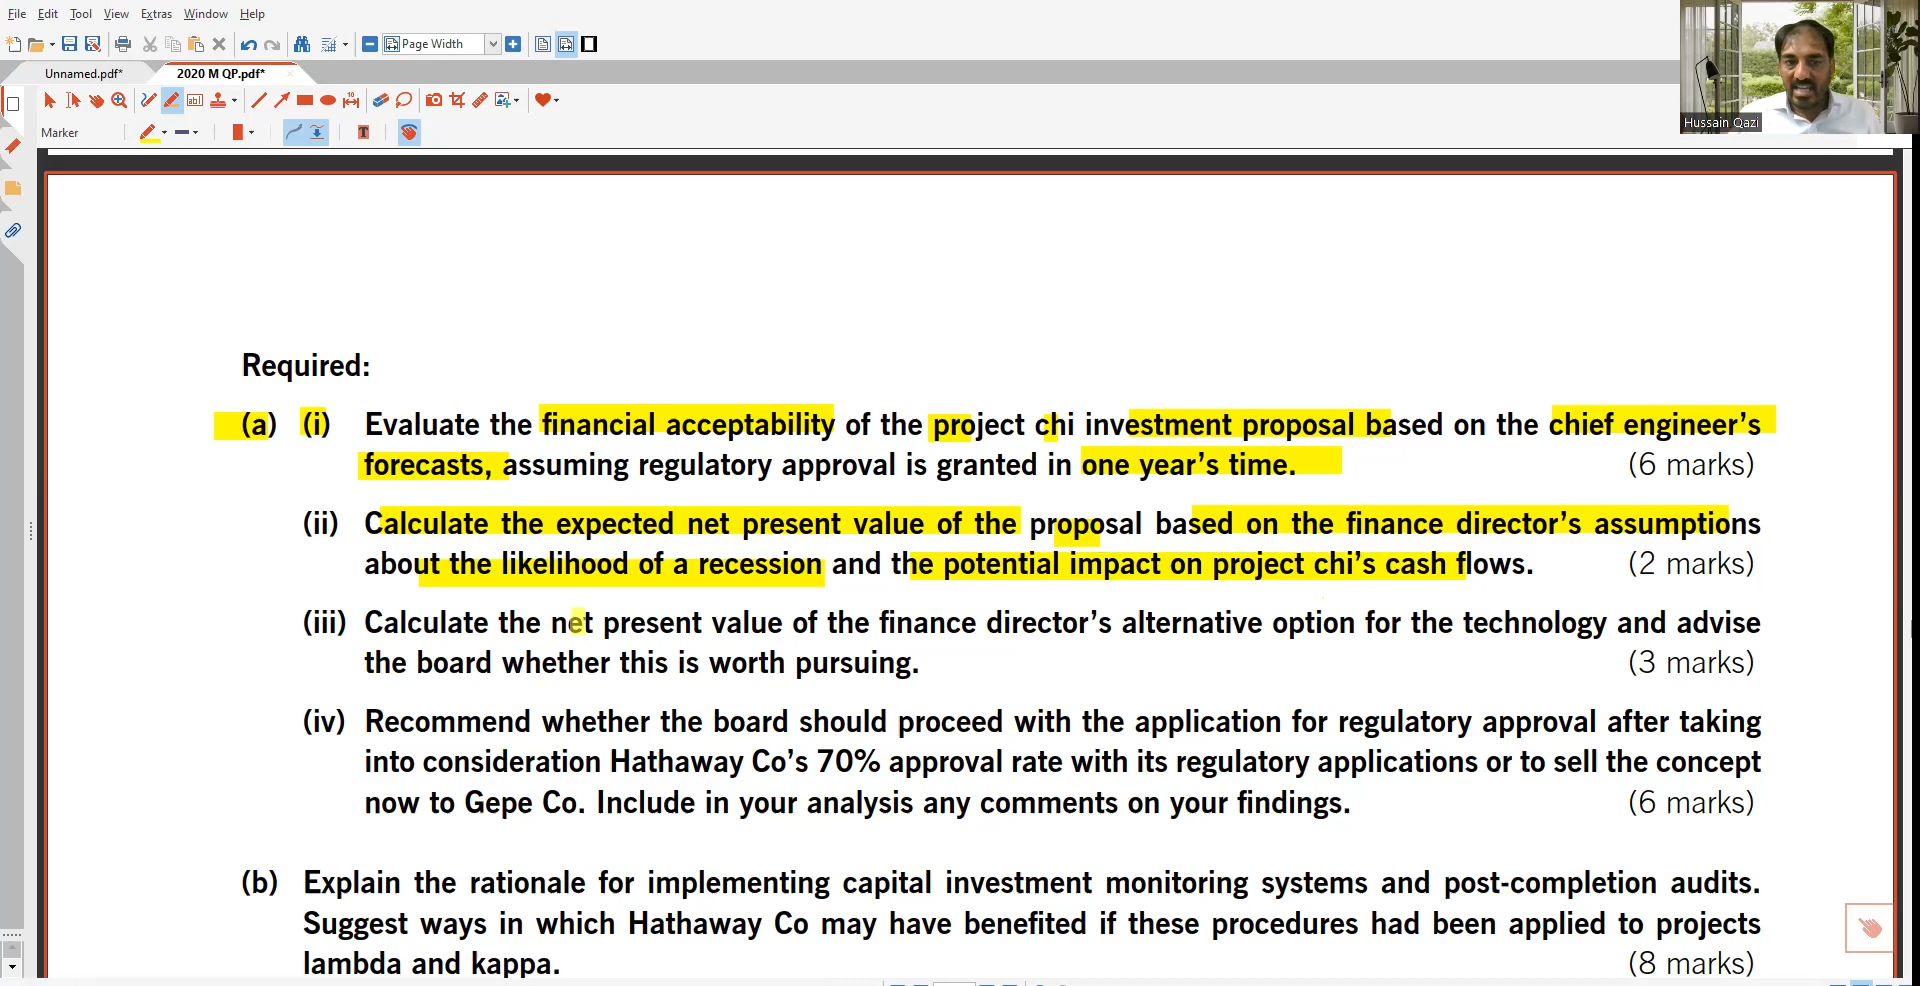 File Edit Tool View Extras Window Help
Page Width
Unnamed.pdf* 2020 M QP.pdf*
Marker
Hussain Qazi
Required:
(a) (i) Evaluate the financial acceptability of the project chi investment proposal based on the chief engineer's
forecasts, assuming regulatory approval is granted in one year's time. (6 marks)
(ii) Calculate the expected net present value of the proposal based on the finance director's assumptions
about the likelihood of a recession and the potential impact on project chi's cash flows. (2 marks)
(iii) Calculate the net present value of the finance director's alternative option for the technology and advise
the board whether this is worth pursuing. (3 marks)
(iv) Recommend whether the board should proceed with the application for regulatory approval after taking
into consideration Hathaway Co's 70% approval rate with its regulatory applications or to sell the concept
now to Gepe Co. Include in your analysis any comments on your findings. (6 marks)
(b) Explain the rationale for implementing capital investment monitoring systems and post-completion audits.
Suggest ways in which Hathaway Co may have benefited if these procedures had been applied to projects
lambda and kappa. (8 marks)